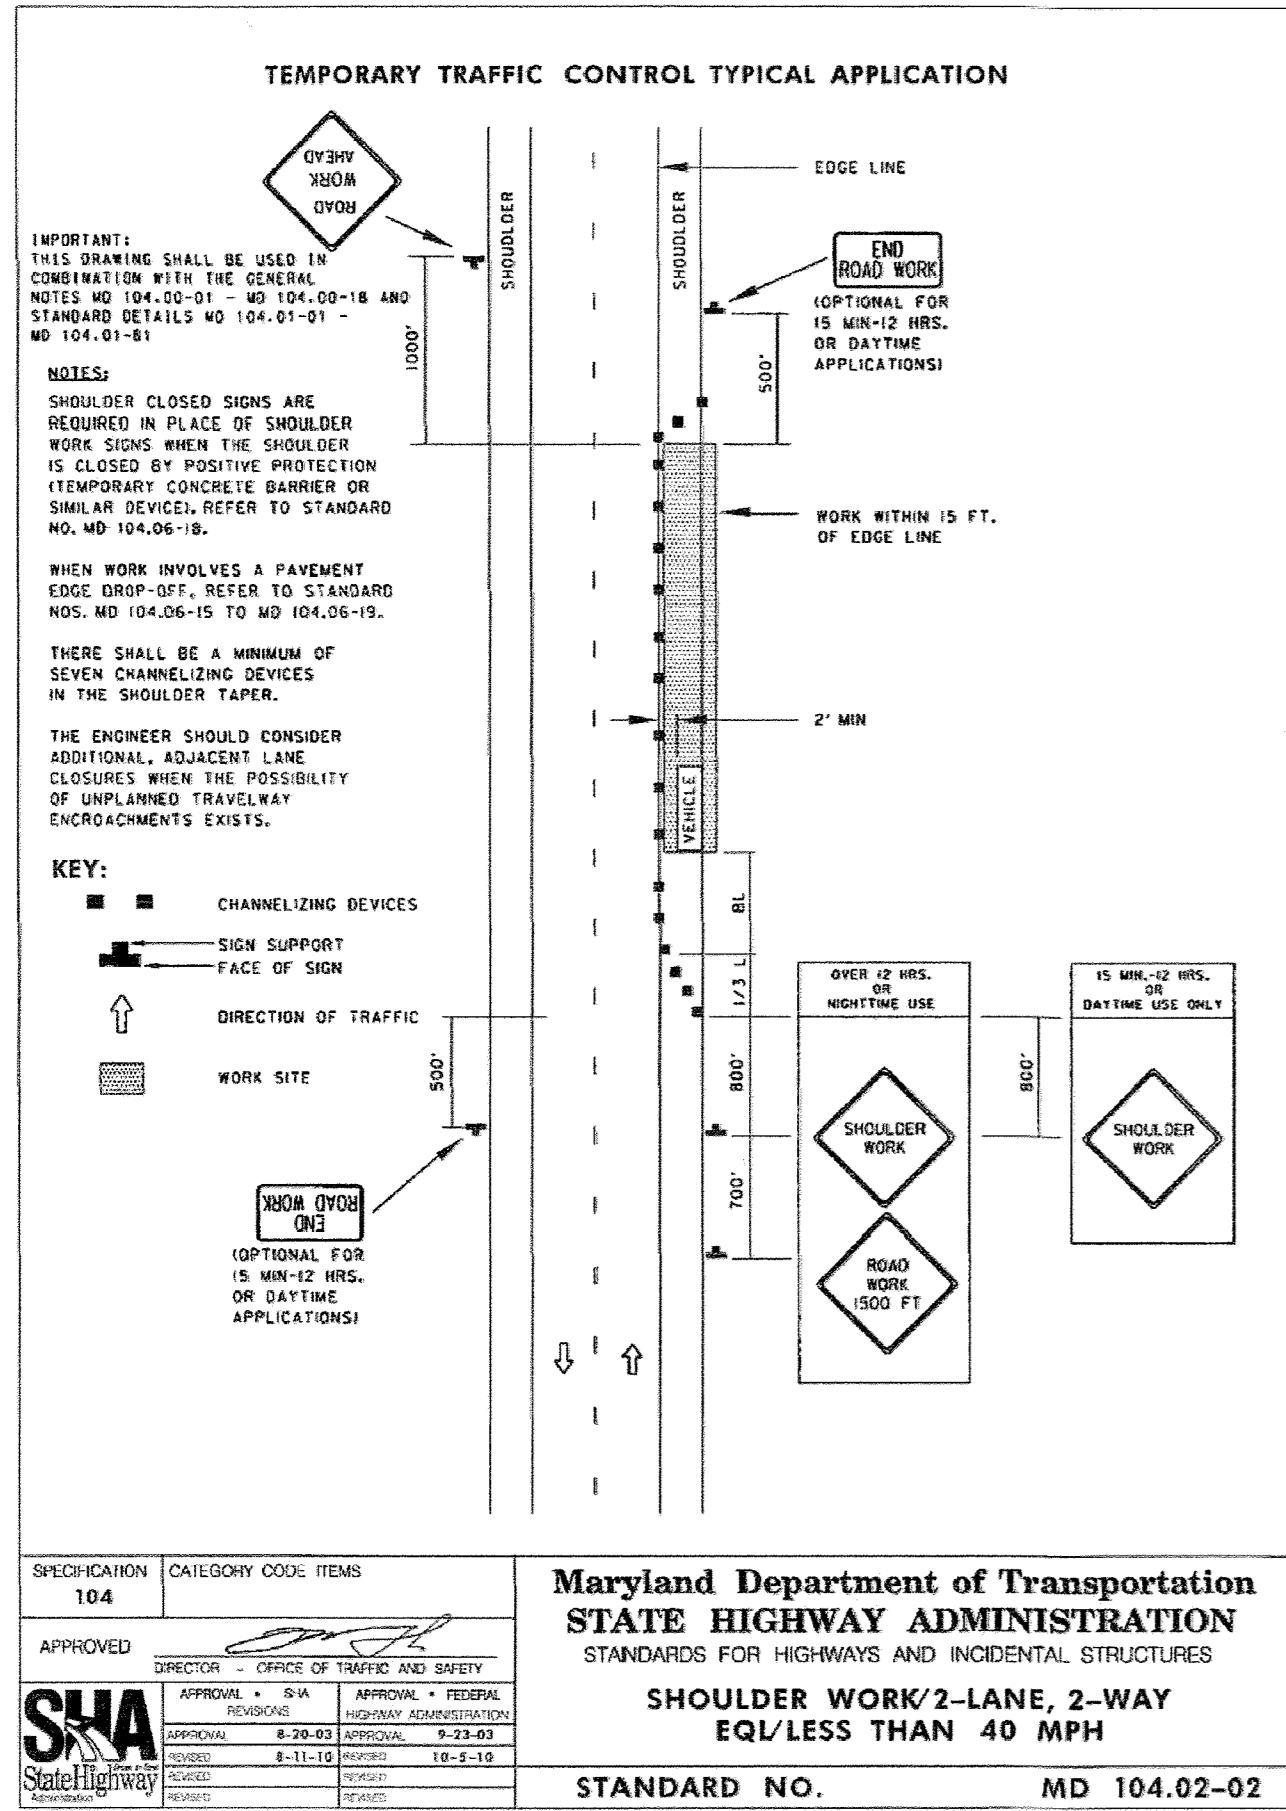 TEMPORARY TRAFFIC CONTROL TYPICAL APPLICATION
ROAD
WORK
AHEAD
SHOUDLDER
SHOUDLDER
EDGE LINE
END
ROAD WORK
(OPTIONAL FOR
15 MIN-12 HRS.
OR DAYTIME
APPLICATIONS)
IMPORTANT:
THIS DRAWING SHALL BE USED IN
COMBINATION WITH THE GENERAL
NOTES MD 104.00-01 - MD 104.00-18 AND
STANDARD DETAILS MD 104.01-01 -
MD 104.01-81
1000'
500'
NOTES:
SHOULDER CLOSED SIGNS ARE
REQUIRED IN PLACE OF SHOULDER
WORK SIGNS WHEN THE SHOULDER
IS CLOSED BY POSITIVE PROTECTION
(TEMPORARY CONCRETE BARRIER OR
SIMILAR DEVICE). REFER TO STANDARD
NO. MD 104.06-18.
WHEN WORK INVOLVES A PAVEMENT
EDGE DROP-OFF, REFER TO STANDARD
NOS. MD 104.06-15 TO MD 104.06-19.
THERE SHALL BE A MINIMUM OF
SEVEN CHANNELIZING DEVICES
IN THE SHOULDER TAPER.
THE ENGINEER SHOULD CONSIDER
ADDITIONAL, ADJACENT LANE
CLOSURES WHEN THE POSSIBILITY
OF UNPLANNED TRAVELWAY
ENCROACHMENTS EXISTS.
WORK WITHIN 15 FT.
OF EDGE LINE
2' MIN
VEHICLE
KEY:
CHANNELIZING DEVICES
SIGN SUPPORT
FACE OF SIGN
DIRECTION OF TRAFFIC
WORK SITE
BL
1/3 L
800'
700'
500'
END
ROAD WORK
(OPTIONAL FOR
15 MIN-12 HRS.
OR DAYTIME
APPLICATIONS)
OVER 12 HRS.
OR
NIGHTTIME USE
SHOULDER
WORK
ROAD
WORK
1500 FT
15 MIN.-12 HRS.
OR
DAYTIME USE ONLY
800'
SHOULDER
WORK
SPECIFICATION
104
CATEGORY CODE ITEMS
APPROVED
DIRECTOR - OFFICE OF TRAFFIC AND SAFETY
SHA
StateHighway
Administration
APPROVAL • SHA
REVISIONS
APPROVAL • FEDERAL
HIGHWAY ADMINISTRATION
APPROVAL 8-20-03 APPROVAL 9-23-03
REVISED 8-11-10 REVISED 10-5-10
REVISED REVISED
REVISED REVISED
Maryland Department of Transportation
STATE HIGHWAY ADMINISTRATION
STANDARDS FOR HIGHWAYS AND INCIDENTAL STRUCTURES
SHOULDER WORK/2-LANE, 2-WAY
EQL/LESS THAN 40 MPH
STANDARD NO. MD 104.02-02